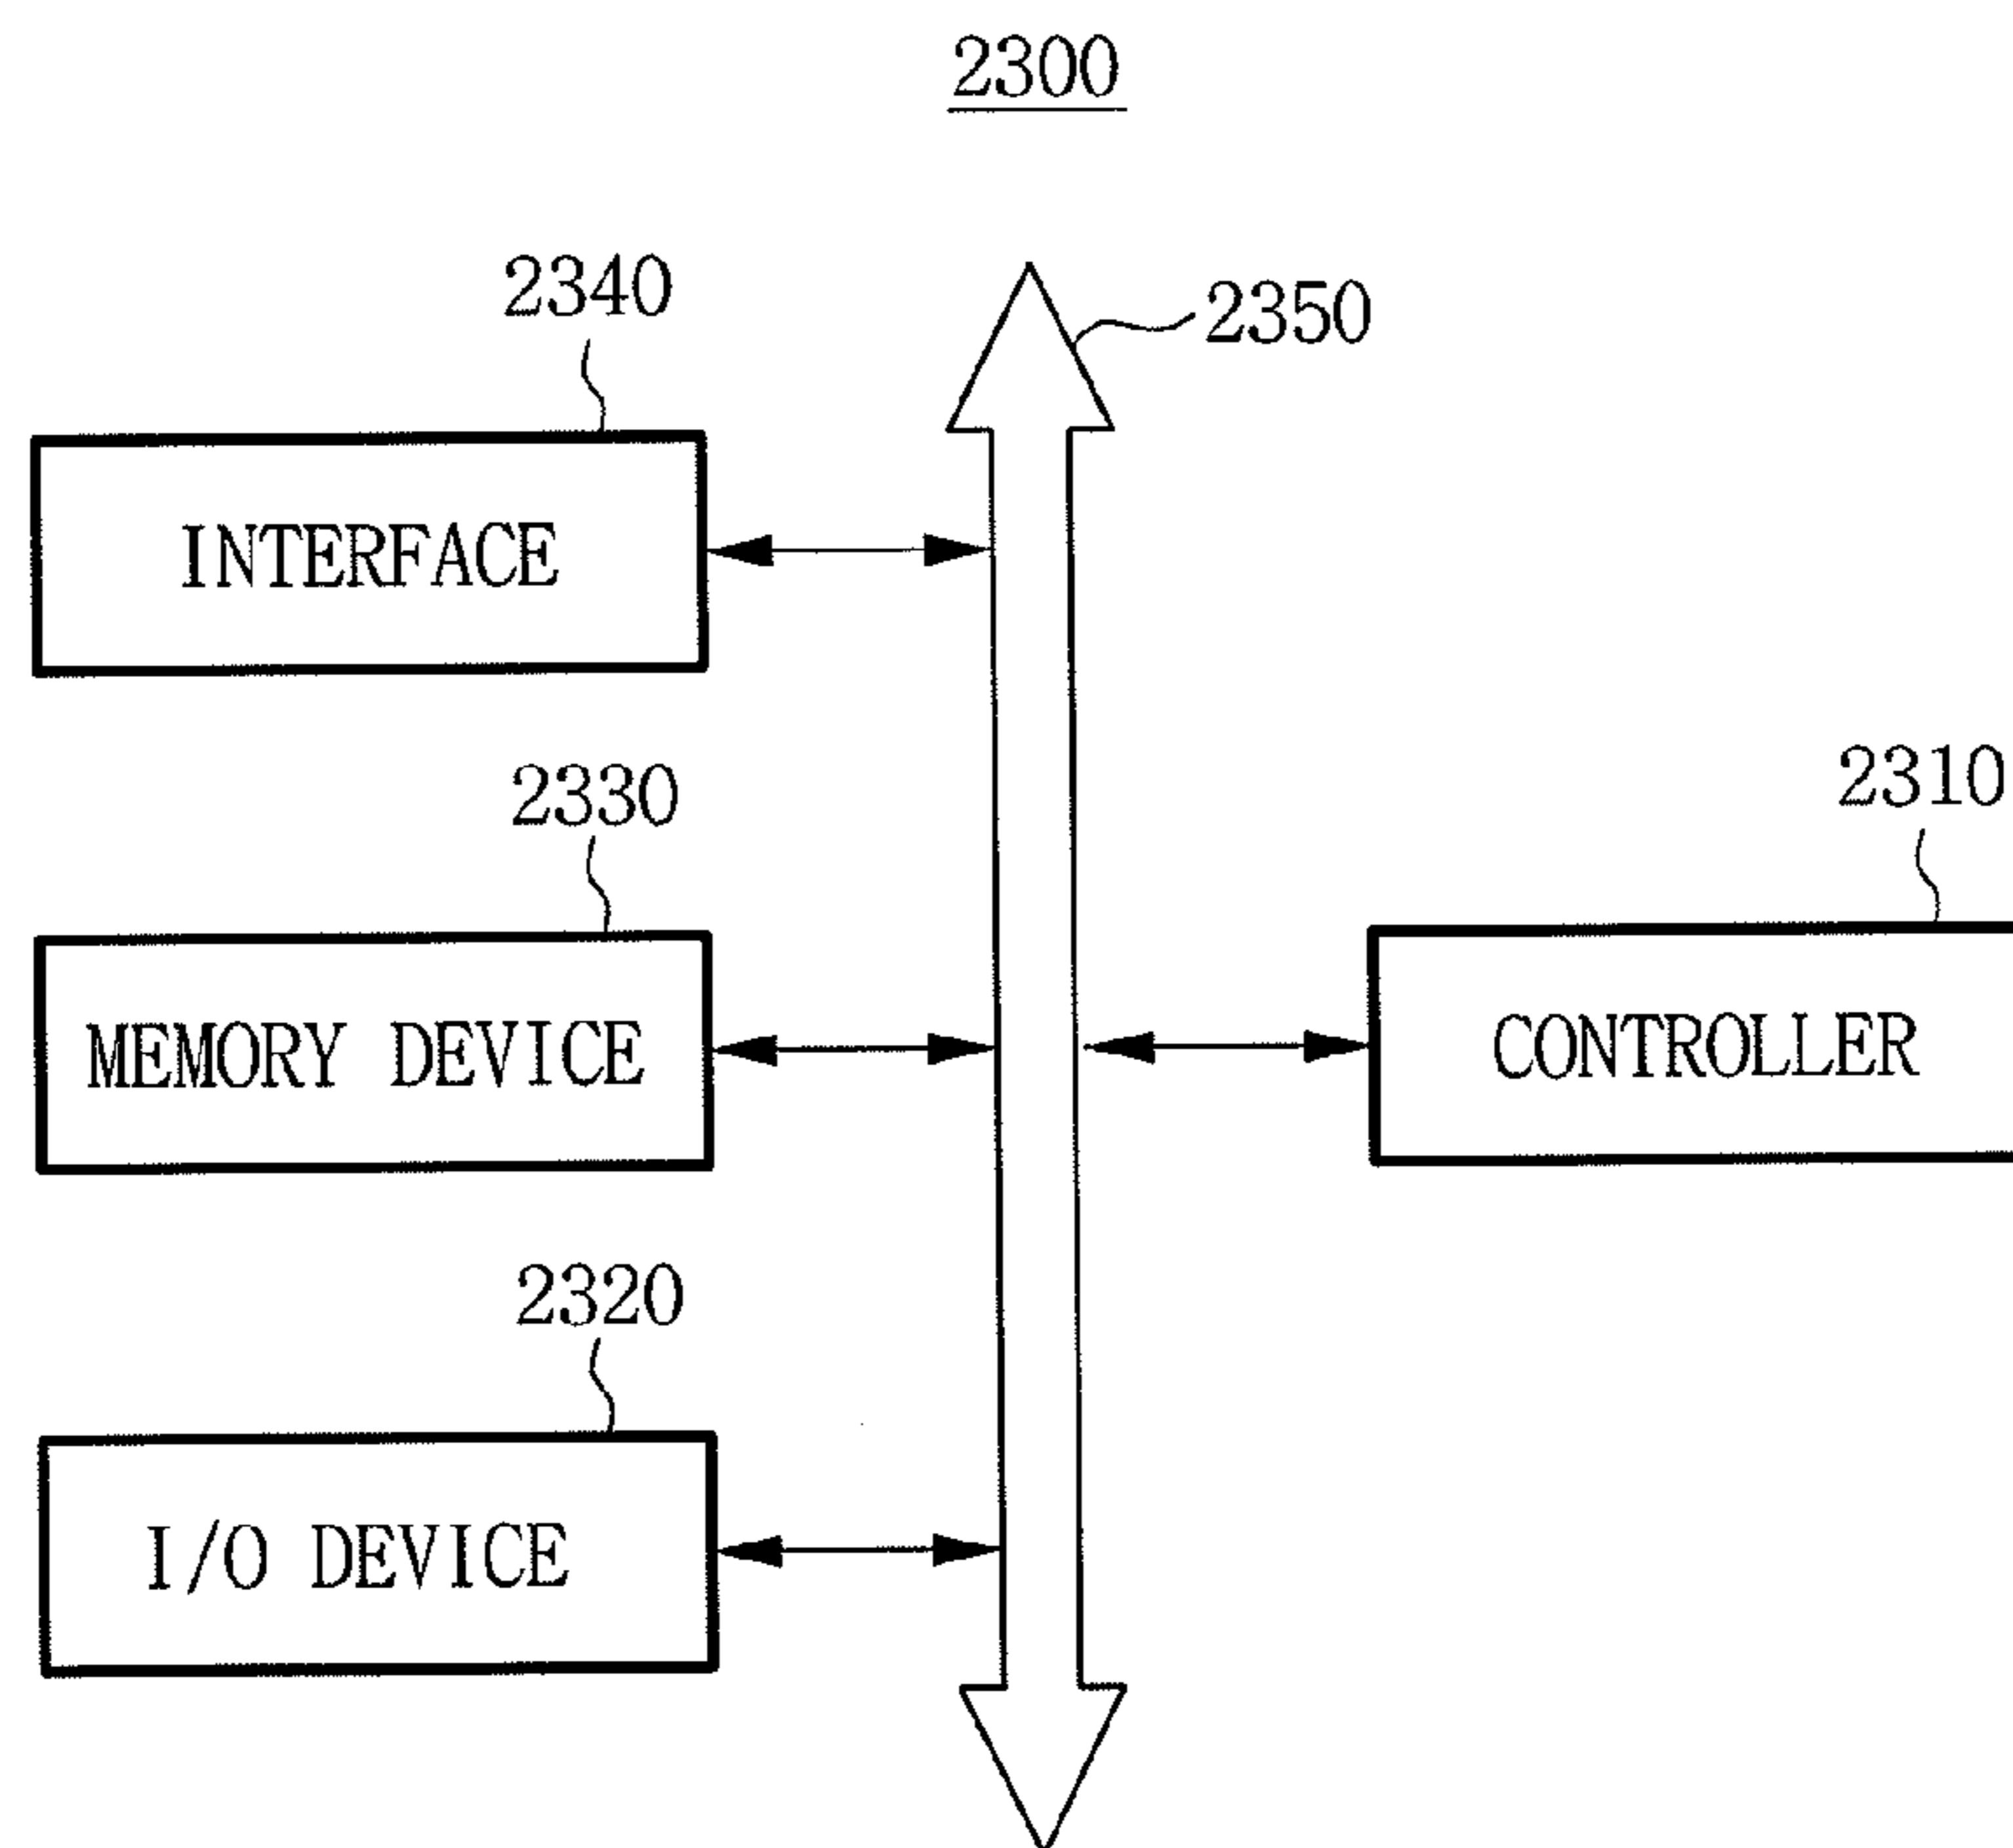 2300
2340
2350
INTERFACE
2330
2310
MEMORY DEVICE
CONTROLLER
2320
I/O DEVICE